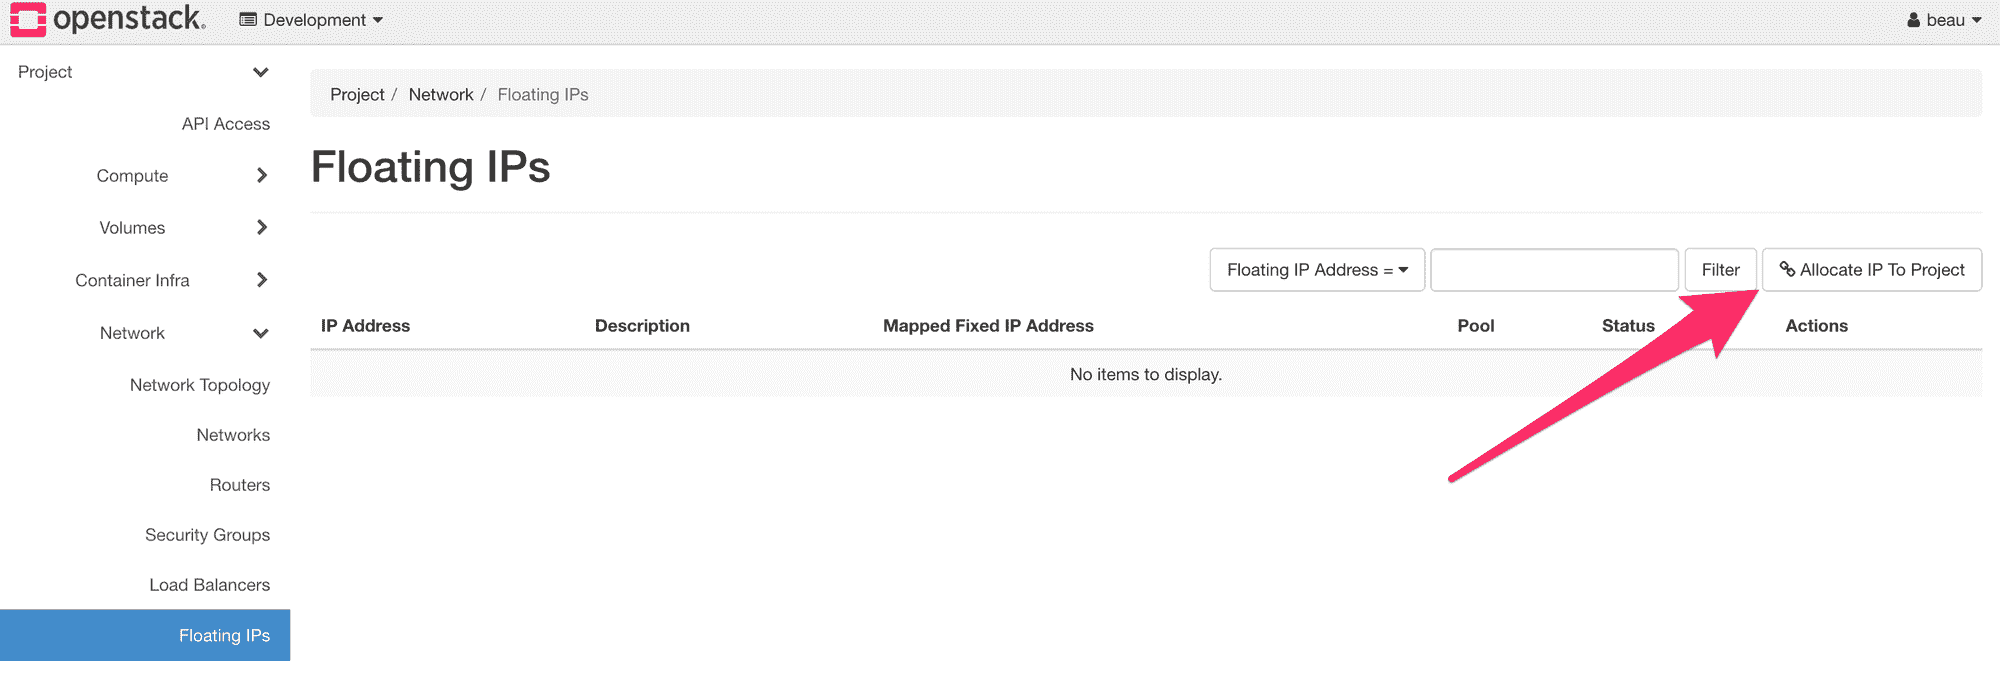 openstack. Development beau
Project
API Access
Compute
Volumes
Container Infra
Network
Network Topology
Networks
Routers
Security Groups
Load Balancers
Floating IPs
Project / Network / Floating IPs
Floating IPs
Floating IP Address = Filter Allocate IP To Project
IP Address Description Mapped Fixed IP Address Pool Status Actions
No items to display.